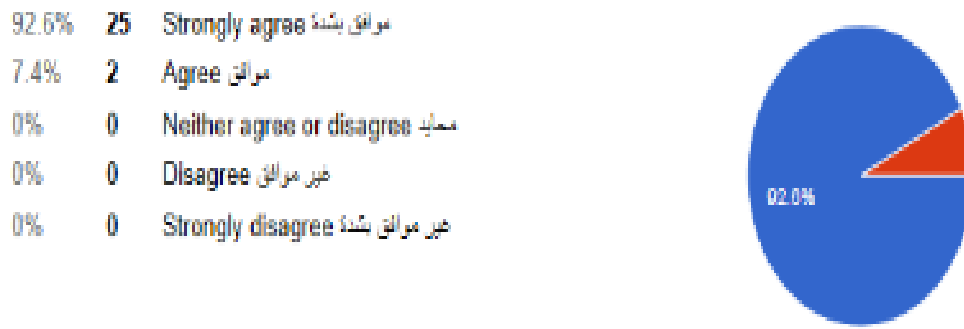 92.6% 25 Strongly agree موافق بشدة
7.4% 2 Agree موافق
0% 0 Neither agree or disagree محايد
0% 0 Disagree غير موافق
0% 0 Strongly disagree غير موافق بشدة
92.6%